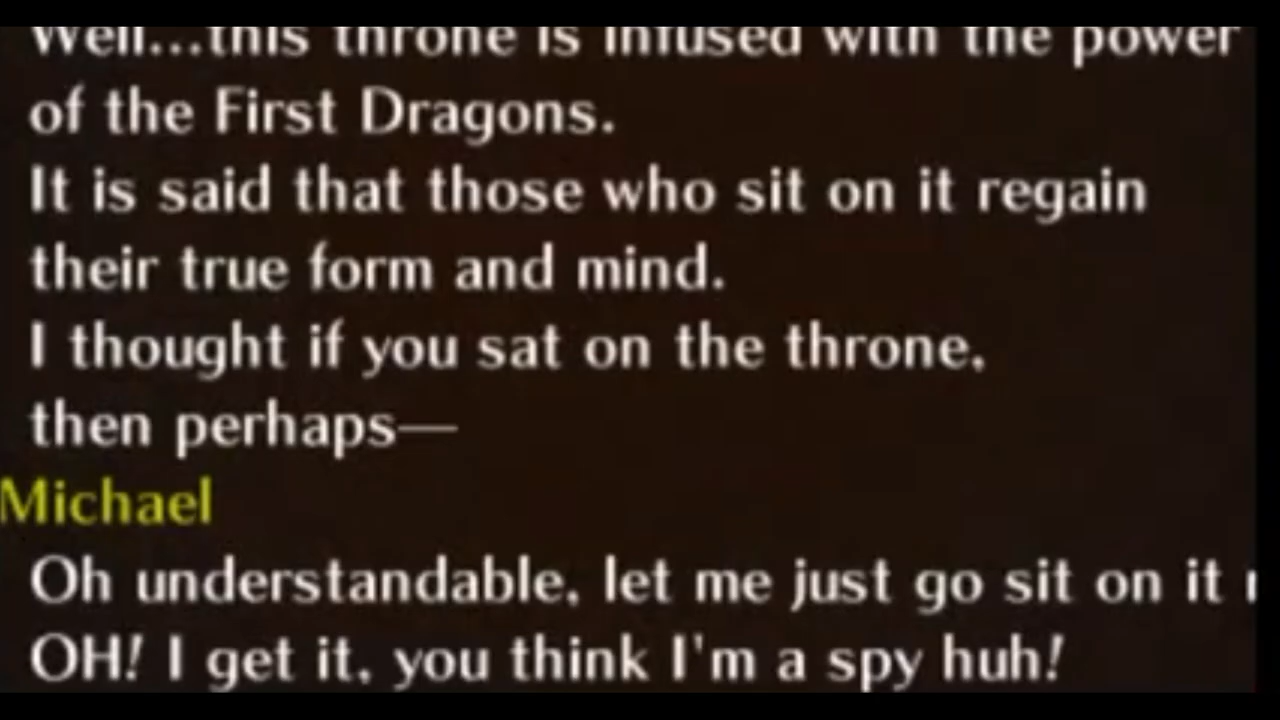 Well...this throne is infused with the power
of the First Dragons.
It is said that those who sit on it regain
their true form and mind.
I thought if you sat on the throne,
then perhaps—
Michael
Oh understandable, let me just go sit on it
OH! I get it, you think I'm a spy huh!